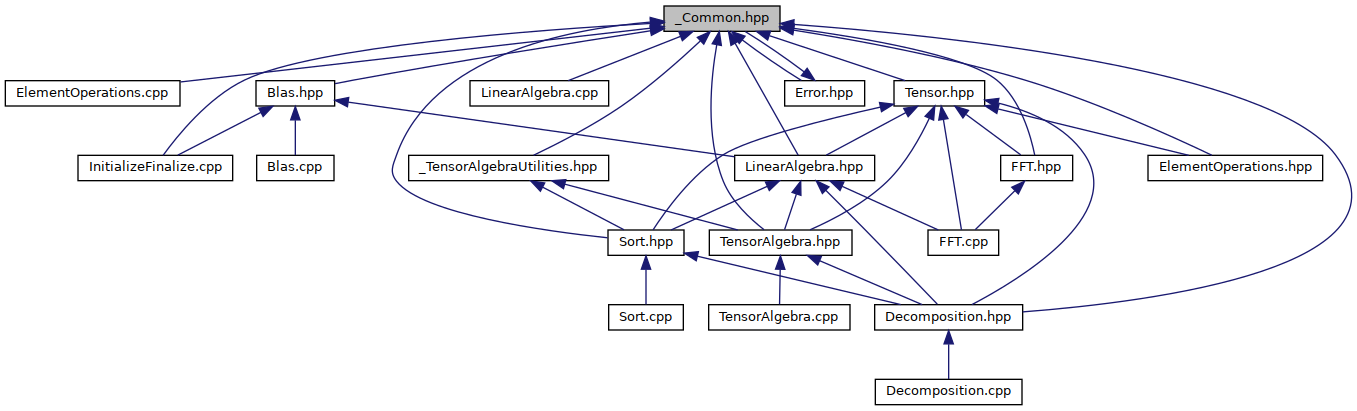 _Common.hpp
ElementOperations.cpp
Blas.hpp
LinearAlgebra.cpp
Error.hpp
Tensor.hpp
InitializeFinalize.cpp
Blas.cpp
_TensorAlgebraUtilities.hpp
LinearAlgebra.hpp
FFT.hpp
ElementOperations.hpp
Sort.hpp
TensorAlgebra.hpp
FFT.cpp
Sort.cpp
TensorAlgebra.cpp
Decomposition.hpp
Decomposition.cpp